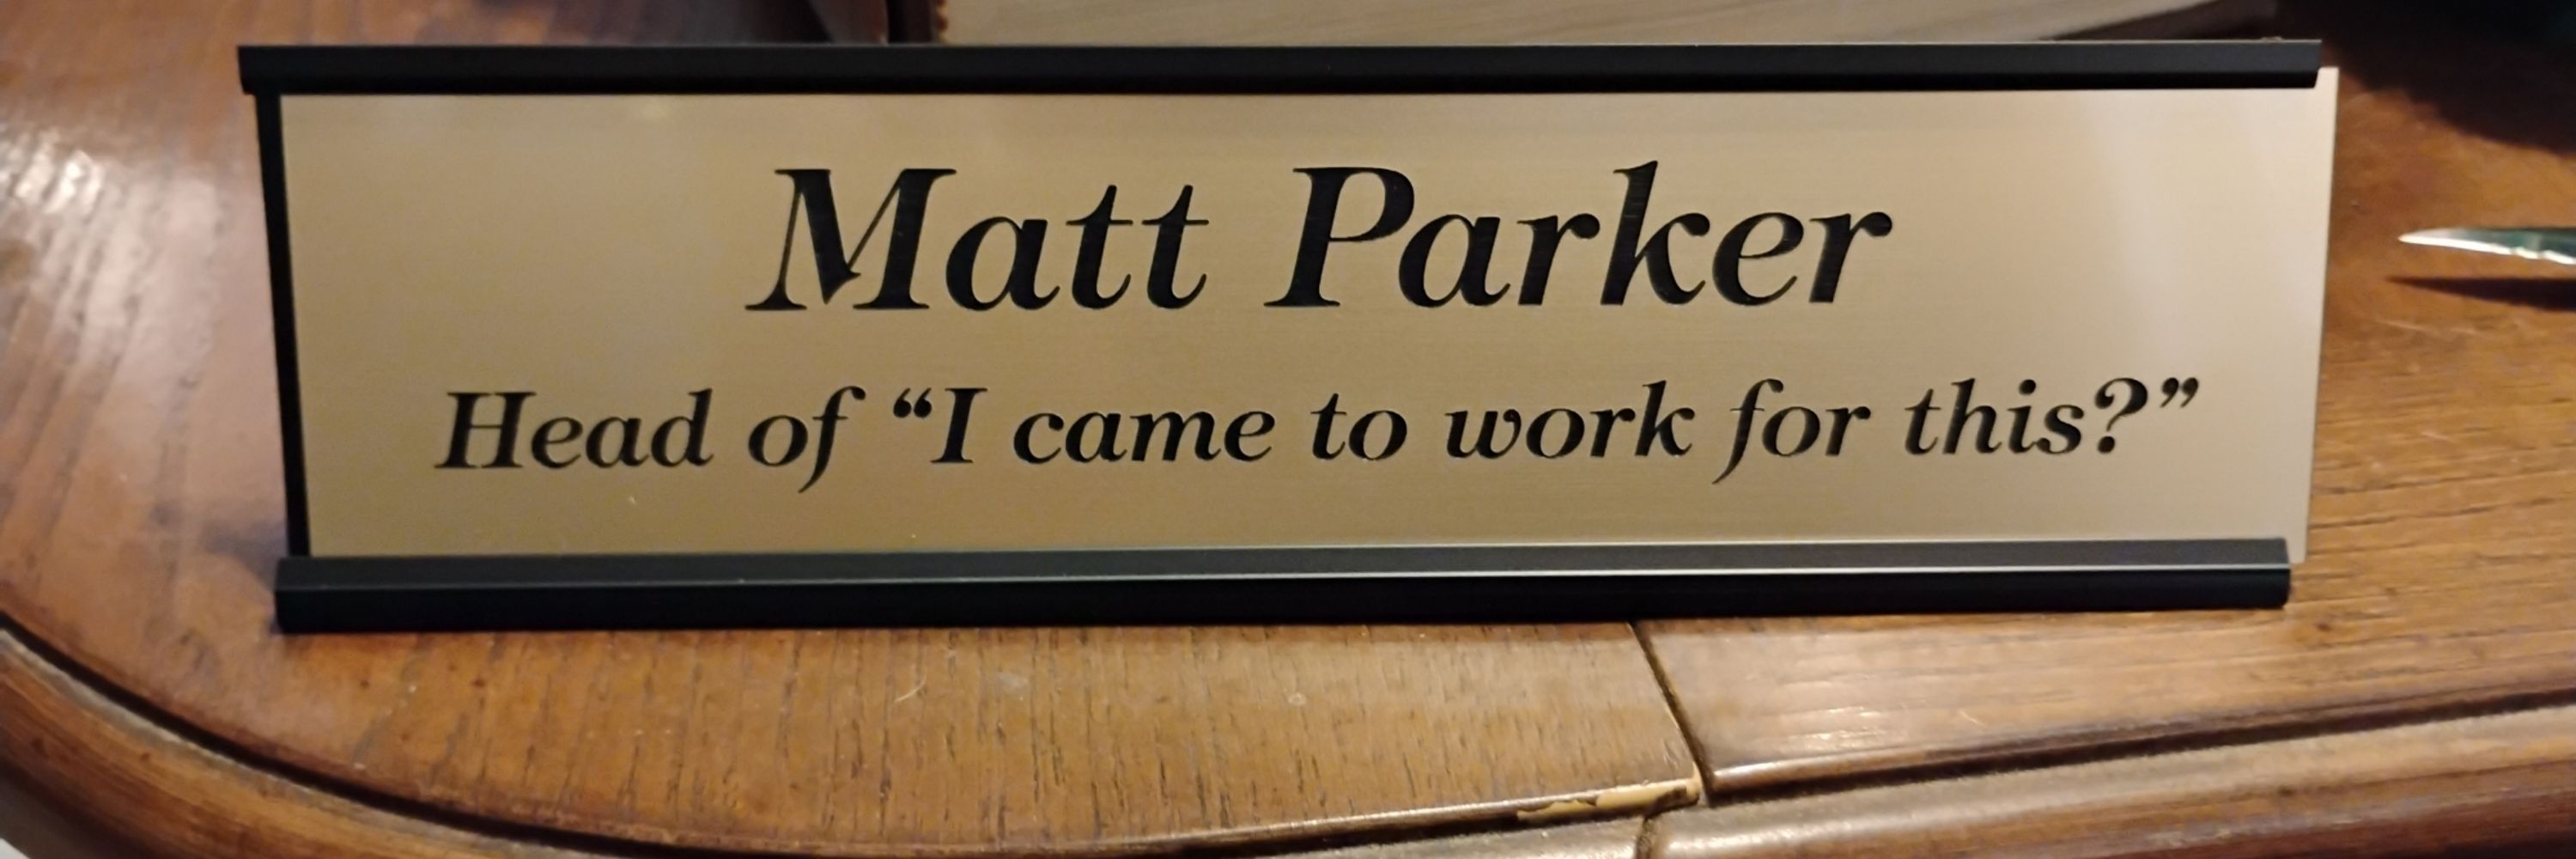 Matt Parker
Head of “I came to work for this?”